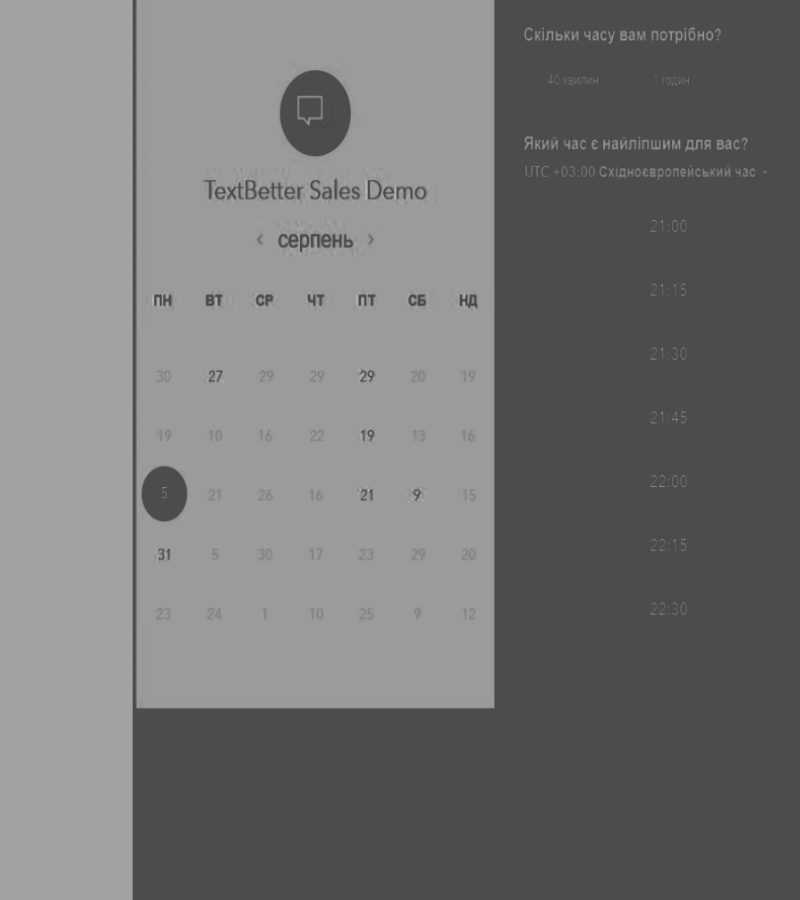 TextBetter Sales Demo
‹ серпень ›
ПН ВТ СР ЧТ ПТ СБ НД
30 27 29 29 29 20 19
19 10 16 22 19 13 16
5 21 26 16 21 9 15
31 5 30 17 23 29 20
23 24 1 10 25 9 12
Скільки часу вам потрібно?
40 хвилин 1 годин
Який час є найліпшим для вас?
UTC +03:00 Східноєвропейський час
21:00
21:15
21:30
21:45
22:00
22:15
22:30